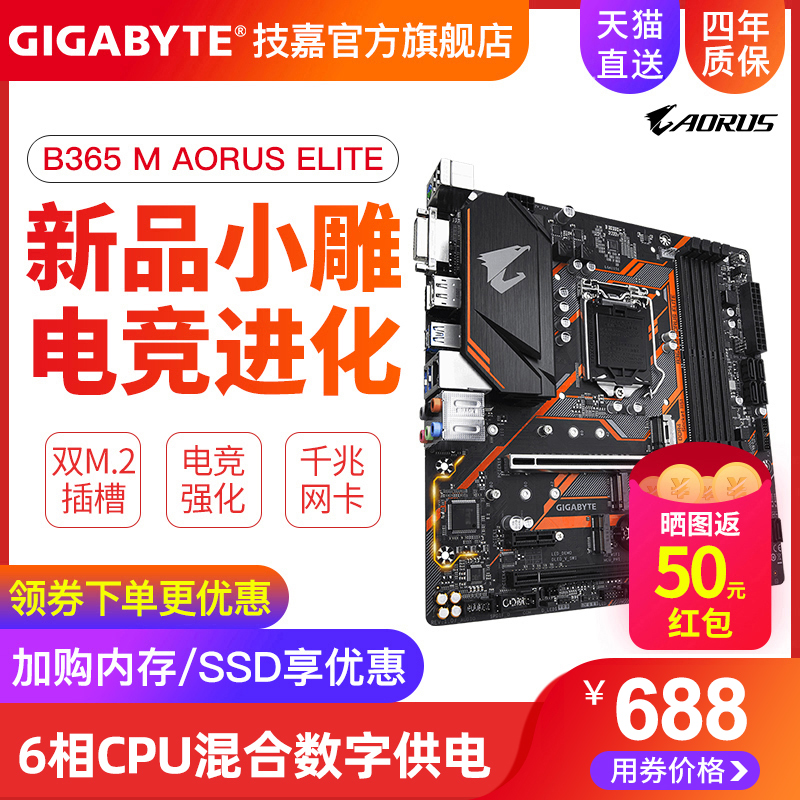 GIGABYTE® 技嘉官方旗舰店
天猫
直送
四年
质保
AORUS
B365 M AORUS ELITE
新品小雕
电竞进化
双M.2
插槽
电竞
强化
千兆
网卡
GIGABYTE
晒图返
50元
红包
领券下单更优惠
加购内存/SSD享优惠
6相CPU混合数字供电
¥688
用券价格>